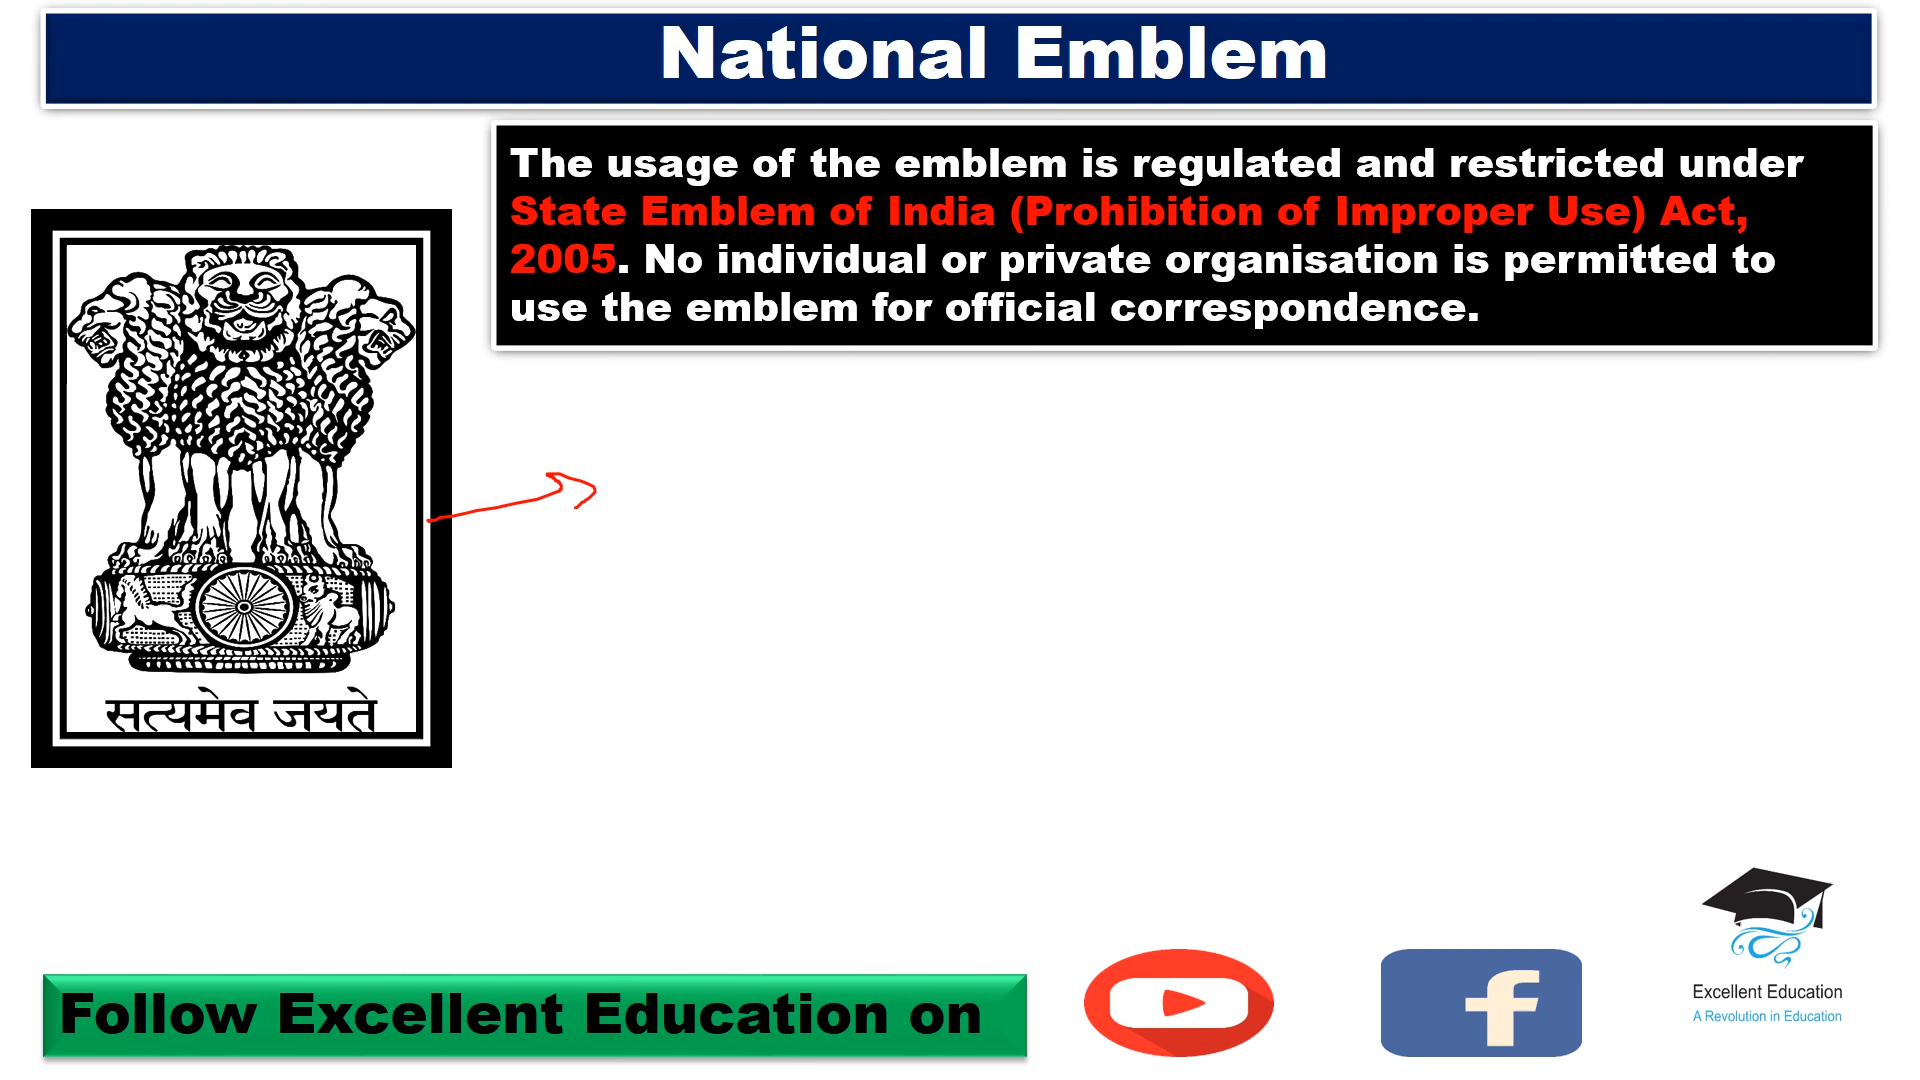 National Emblem
The usage of the emblem is regulated and restricted under
State Emblem of India (Prohibition of Improper Use) Act,
2005. No individual or private organisation is permitted to
use the emblem for official correspondence.
सत्यमेव जयते
Follow Excellent Education on
f
Excellent Education
A Revolution in Education